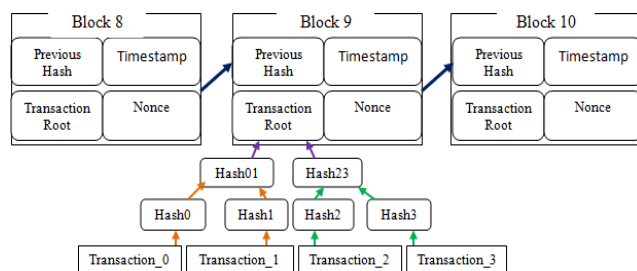 Block 8
Block 9
Block 10
Previous Hash
Timestamp
Previous Hash
Timestamp
Previous Hash
Timestamp
Transaction Root
Nonce
Transaction Root
Nonce
Transaction Root
Nonce
Hash01
Hash23
Hash0
Hash1
Hash2
Hash3
Transaction_0
Transaction_1
Transaction_2
Transaction_3